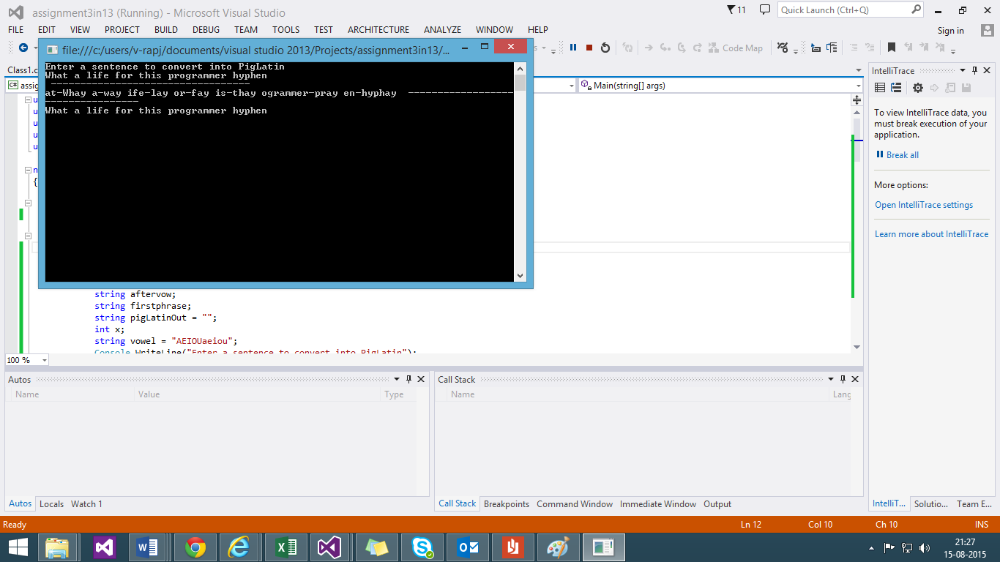 assignment3in13 (Running) - Microsoft Visual Studio
11
Quick Launch (Ctrl+Q)
FILE EDIT VIEW PROJECT BUILD DEBUG TEAM TOOLS TEST ARCHITECTURE ANALYZE WINDOW HELP
Sign in
file:///c:/users/v-rapj/documents/visual studio 2013/Projects/assignment3in13/...
Code Map
Class1.c
C# assig
Main(string[] args)
Enter a sentence to convert into PigLatin
What a life for this programmer hyphen
----------------------------------
at-Whay a-way ife-lay or-fay is-thay ogrammer-pray en-hyphay ------------------
----------------
What a life for this programmer hyphen
u
u
u
u
u
n
{
string aftervow;
string firstphrase;
string pigLatinOut = "";
int x;
string vowel = "AEIOUaeiou";
Console.WriteLine("Enter a sentence to convert into PigLatin");
100 %
IntelliTrace
To view IntelliTrace data, you
must break execution of your
application.
Break all
More options:
Open IntelliTrace settings
Learn more about IntelliTrace
Autos
Name Value Type
Autos Locals Watch 1
Call Stack
Name Lang
Call Stack Breakpoints Command Window Immediate Window Output
IntelliT... Solutio... Team E...
Ready Ln 12 Col 10 Ch 10 INS
21:27
15-08-2015